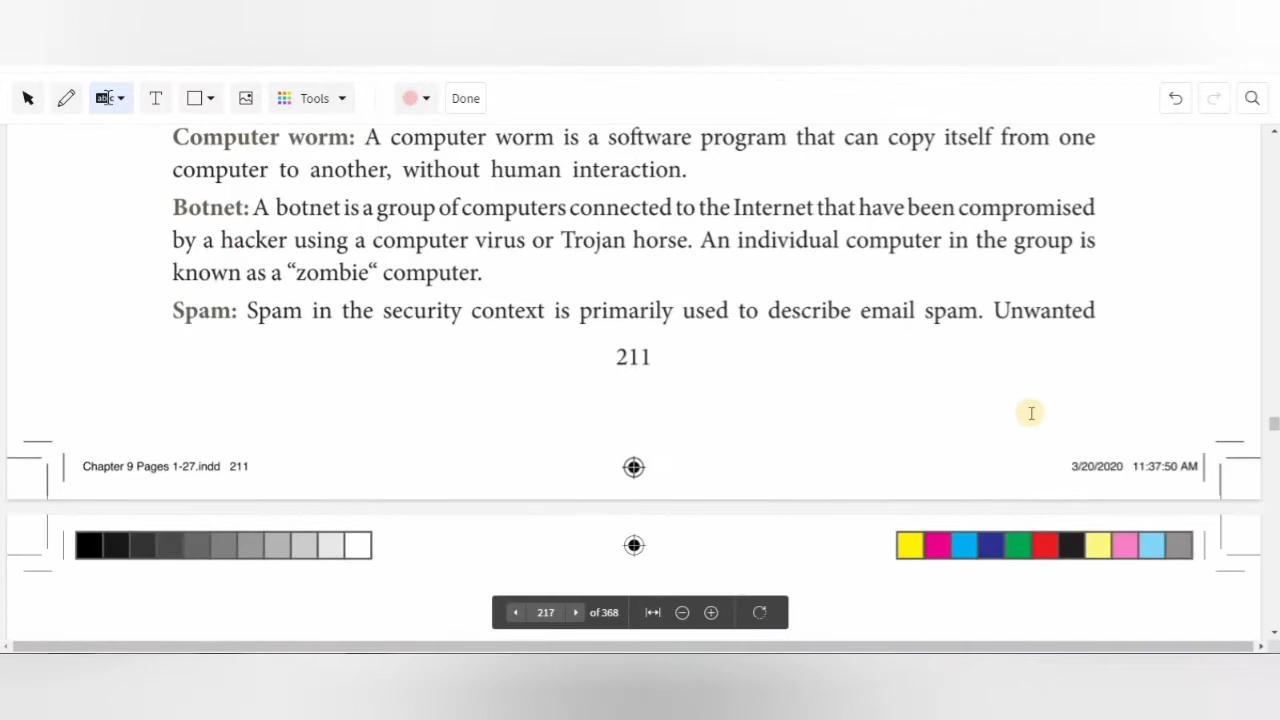 Tools
Done
Computer worm: A computer worm is a software program that can copy itself from one
computer to another, without human interaction.
Botnet: A botnet is a group of computers connected to the Internet that have been compromised
by a hacker using a computer virus or Trojan horse. An individual computer in the group is
known as a “zombie“ computer.
Spam: Spam in the security context is primarily used to describe email spam. Unwanted
211
Chapter 9 Pages 1-27.indd 211
3/20/2020 11:37:50 AM
217 of 368